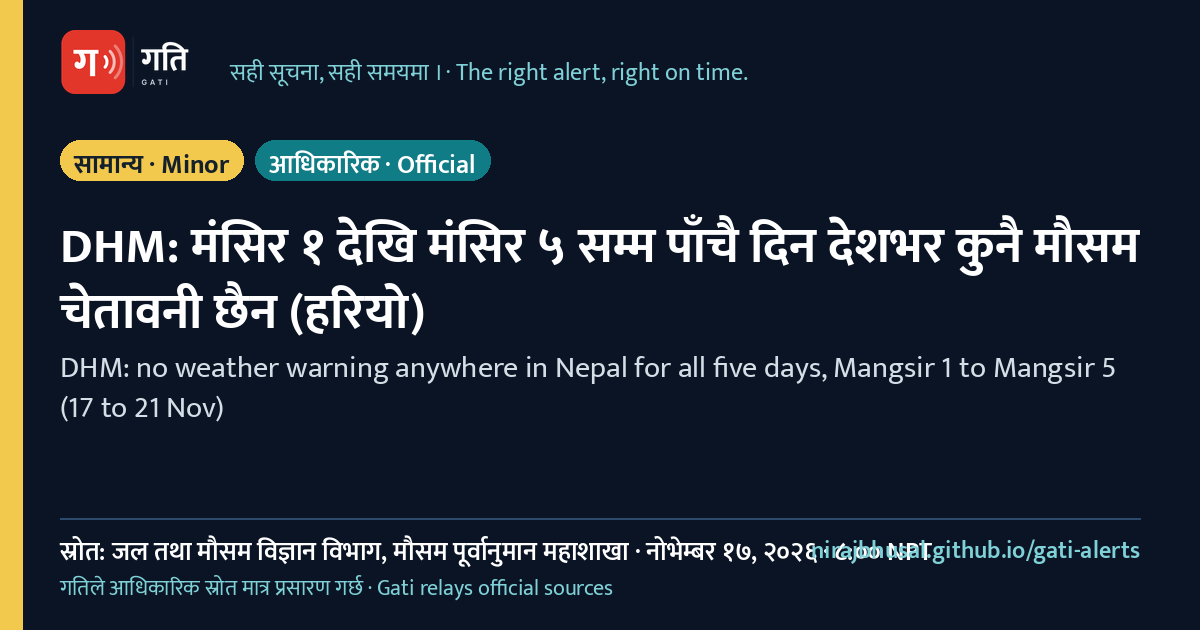 ग
गति
GATI
सही सूचना, सही समयमा । · The right alert, right on time.
सामान्य · Minor
आधिकारिक · Official
DHM: मंसिर १ देखि मंसिर ५ सम्म पाँचै दिन देशभर कुनै मौसम
चेतावनी छैन (हरियो)
DHM: no weather warning anywhere in Nepal for all five days, Mangsir 1 to Mangsir 5
(17 to 21 Nov)
स्रोत: जल तथा मौसम विज्ञान विभाग, मौसम पूर्वानुमान महाशाखा · नोभेम्बर १७, NPT
nirajbhusal.github.io/gati-alerts
गतिले आधिकारिक स्रोत मात्र प्रसारण गर्छ · Gati relays official sources